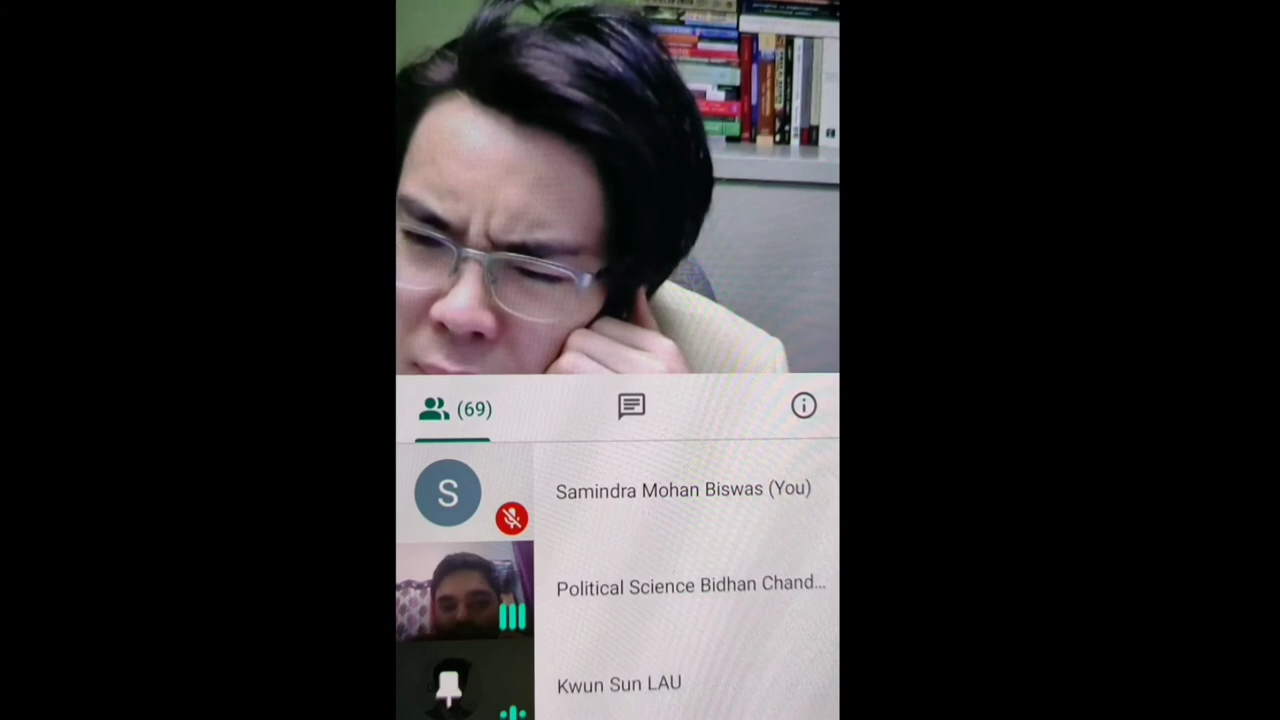 (69)
S
Samindra Mohan Biswas (You)
Political Science Bidhan Chand...
Kwun Sun LAU